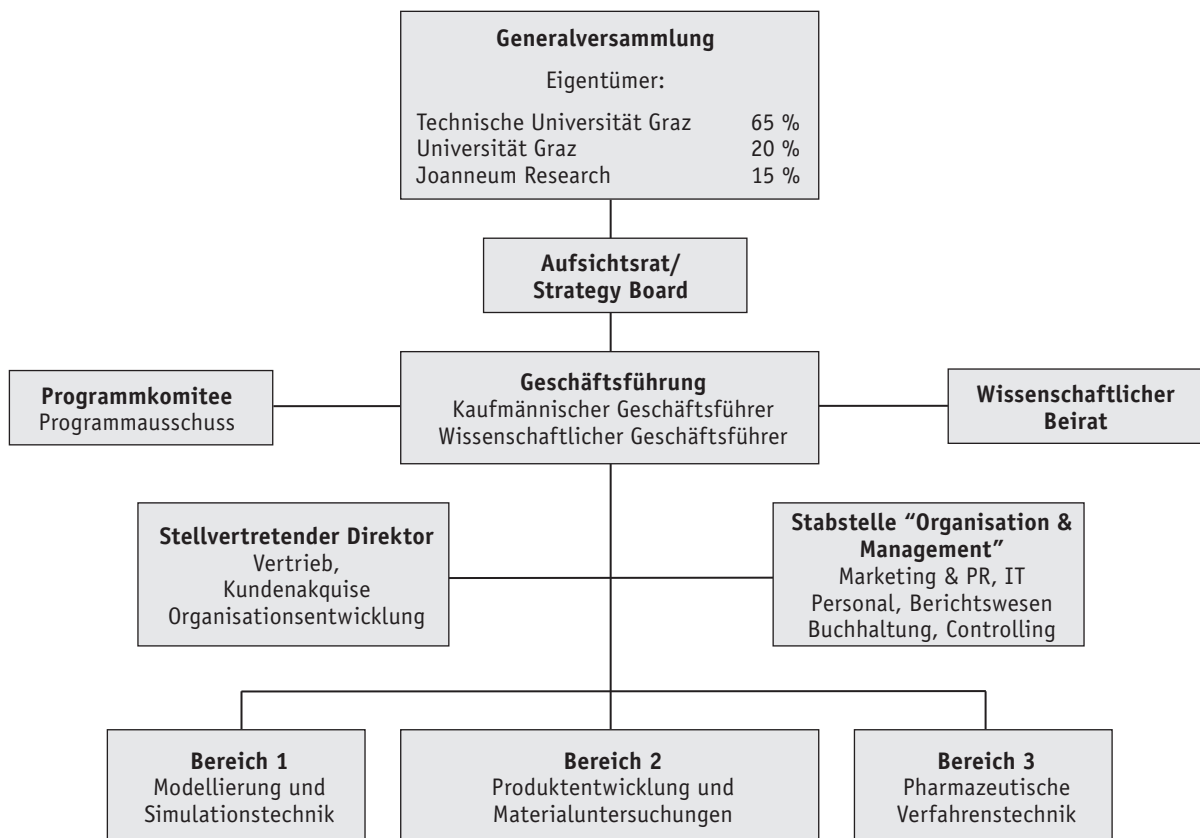 Generalversammlung
Eigentümer:
Technische Universität Graz 65 %
Universität Graz 20 %
Joanneum Research 15 %
Aufsichtsrat/
Strategy Board
Programmkomitee
Programmausschuss
Geschäftsführung
Kaufmännischer Geschäftsführer
Wissenschaftlicher Geschäftsführer
Wissenschaftlicher
Beirat
Stellvertretender Direktor
Vertrieb,
Kundenakquise
Organisationsentwicklung
Stabstelle “Organisation &
Management”
Marketing & PR, IT
Personal, Berichtswesen
Buchhaltung, Controlling
Bereich 1
Modellierung und
Simulationstechnik
Bereich 2
Produktentwicklung und
Materialuntersuchungen
Bereich 3
Pharmazeutische
Verfahrenstechnik